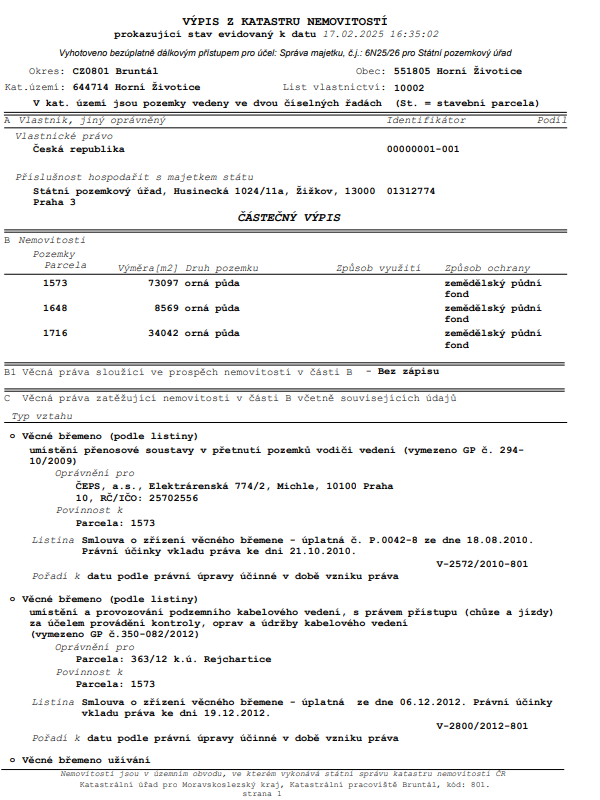 VÝPIS Z KATASTRU NEMOVITOSTÍ
prokazující stav evidovaný k datu 17.02.2025 16:35:02
Vyhotoveno bezúplatně dálkovým přístupem pro účel: Správa majetku, č.j.: 6N25/26 pro Státní pozemkový úřad
Okres: CZ0801 Bruntál Obec: 551805 Horní Životice
Kat.území: 644714 Horní Životice List vlastnictví: 10002
V kat. území jsou pozemky vedeny ve dvou číselných řadách (St. = stavební parcela)
A Vlastník, jiný oprávněný Identifikátor Podíl
Vlastnické právo
Česká republika 00000001-001
Příslušnost hospodařit s majetkem státu
Státní pozemkový úřad, Husinecká 1024/11a, Žižkov, 13000 01312774
Praha 3
ČÁSTEČNÝ VÝPIS
B Nemovitosti
Pozemky
Parcela Výměra[m2] Druh pozemku Způsob využití Způsob ochrany
1573 73097 orná půda zemědělský půdní
fond
1648 8569 orná půda zemědělský půdní
fond
1716 34042 orná půda zemědělský půdní
fond
B1 Věcná práva sloužící ve prospěch nemovitostí v části B - Bez zápisu
C Věcná práva zatěžující nemovitosti v části B včetně souvisejících údajů
Typ vztahu
o Věcné břemeno (podle listiny)
umístění přenosové soustavy v přetnutí pozemků vodiči vedení (vymezeno GP č. 294-
10/2009)
Oprávnění pro
ČEPS, a.s., Elektrárenská 774/2, Michle, 10100 Praha
10, RČ/IČO: 25702556
Povinnost k
Parcela: 1573
Listina Smlouva o zřízení věcného břemene - úplatná č. P.0042-8 ze dne 18.08.2010.
Právní účinky vkladu práva ke dni 21.10.2010.
V-2572/2010-801
Pořadí k datu podle právní úpravy účinné v době vzniku práva
o Věcné břemeno (podle listiny)
umístění a provozování podzemního kabelového vedení, s právem přístupu (chůze a jízdy)
za účelem provádění kontroly, oprav a údržby kabelového vedení
(vymezeno GP č.350-082/2012)
Oprávnění pro
Parcela: 363/12 k.ú. Rejchartice
Povinnost k
Parcela: 1573
Listina Smlouva o zřízení věcného břemene - úplatná ze dne 06.12.2012. Právní účinky
vkladu práva ke dni 19.12.2012.
V-2800/2012-801
Pořadí k datu podle právní úpravy účinné v době vzniku práva
o Věcné břemeno užívání
Nemovitosti jsou v územním obvodu, ve kterém vykonává státní správu katastru nemovitostí ČR
Katastrální úřad pro Moravskoslezský kraj, Katastrální pracoviště Bruntál, kód: 801.
strana 1